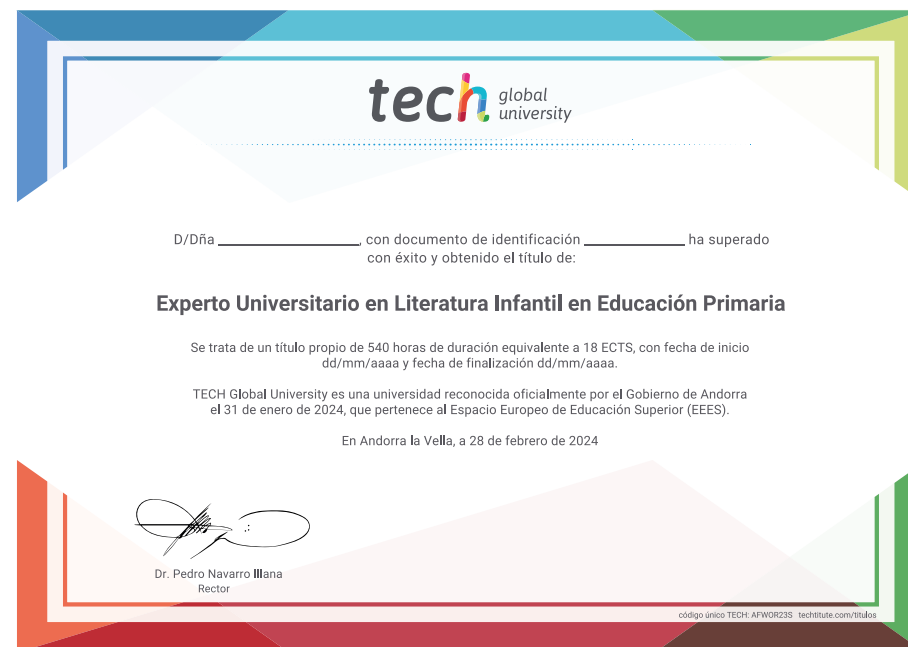 tech global university
D/Dña ____________________, con documento de identificación ______________ ha superado
con éxito y obtenido el título de:
Experto Universitario en Literatura Infantil en Educación Primaria
Se trata de un título propio de 540 horas de duración equivalente a 18 ECTS, con fecha de inicio
dd/mm/aaaa y fecha de finalización dd/mm/aaaa.
TECH Global University es una universidad reconocida oficialmente por el Gobierno de Andorra
el 31 de enero de 2024, que pertenece al Espacio Europeo de Educación Superior (EEES).
En Andorra la Vella, a 28 de febrero de 2024
Dr. Pedro Navarro Illana
Rector
código único TECH: AFWOR23S techtitute.com/titulos